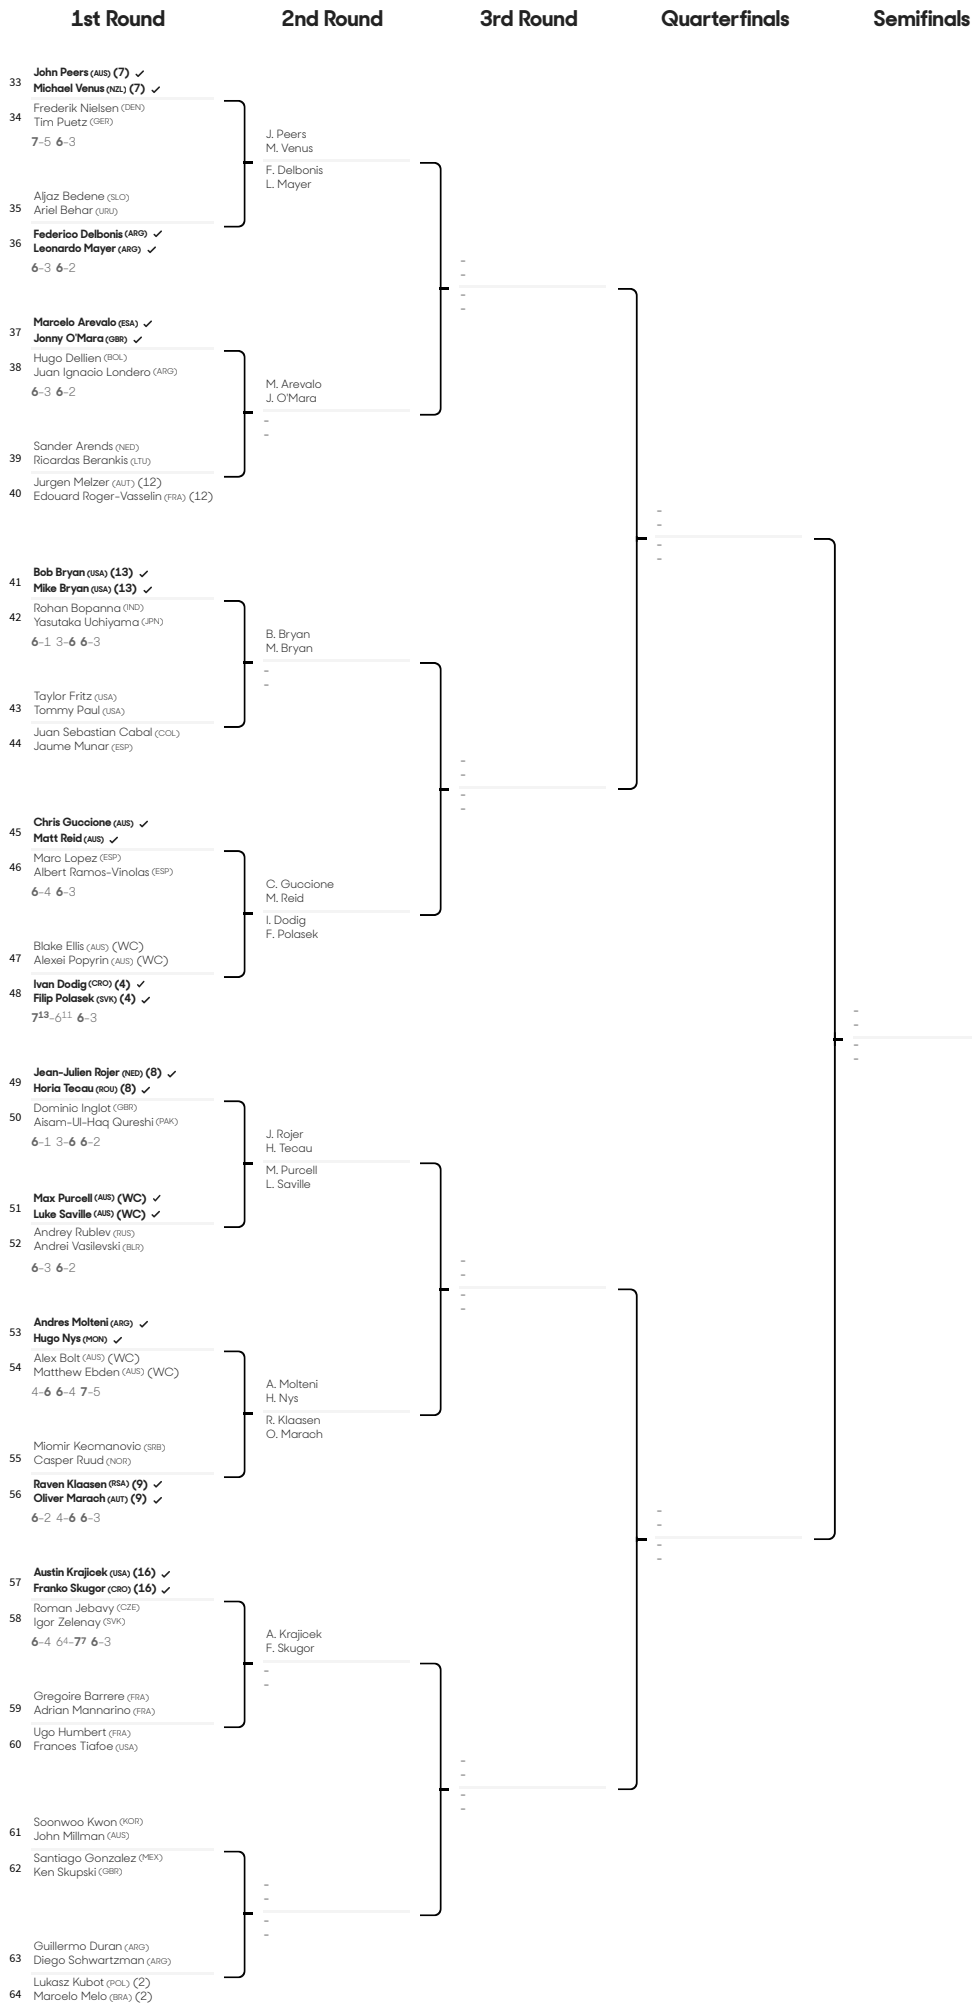 1st Round 2nd Round 3rd Round Quarterfinals Semifinals
33
John Peers (AUS) (7) ✓
Michael Venus (NZL) (7) ✓
34
Frederik Nielsen (DEN)
Tim Puetz (GER)
7-5 6-3
J. Peers
M. Venus
F. Delbonis
L. Mayer
35
Aljaz Bedene (SLO)
Ariel Behar (URU)
36
Federico Delbonis (ARG) ✓
Leonardo Mayer (ARG) ✓
6-3 6-2
-
-
-
-
37
Marcelo Arevalo (ESA) ✓
Jonny O'Mara (GBR) ✓
38
Hugo Dellien (BOL)
Juan Ignacio Londero (ARG)
6-3 6-2
M. Arevalo
J. O'Mara
-
-
39
Sander Arends (NED)
Ricardas Berankis (LTU)
40
Jurgen Melzer (AUT) (12)
Edouard Roger-Vasselin (FRA) (12)
-
-
-
-
41
Bob Bryan (USA) (13) ✓
Mike Bryan (USA) (13) ✓
42
Rohan Bopanna (IND)
Yasutaka Uchiyama (JPN)
6-1 3-6 6-3
B. Bryan
M. Bryan
-
-
43
Taylor Fritz (USA)
Tommy Paul (USA)
44
Juan Sebastian Cabal (COL)
Jaume Munar (ESP)
-
-
-
-
45
Chris Guccione (AUS) ✓
Matt Reid (AUS) ✓
46
Marc Lopez (ESP)
Albert Ramos-Vinolas (ESP)
6-4 6-3
C. Guccione
M. Reid
I. Dodig
F. Polasek
47
Blake Ellis (AUS) (WC)
Alexei Popyrin (AUS) (WC)
48
Ivan Dodig (CRO) (4) ✓
Filip Polasek (SVK) (4) ✓
7¹³-6¹¹ 6-3
-
-
-
-
49
Jean-Julien Rojer (NED) (8) ✓
Horia Tecau (ROU) (8) ✓
50
Dominic Inglot (GBR)
Aisam-Ul-Haq Qureshi (PAK)
6-1 3-6 6-2
J. Rojer
H. Tecau
M. Purcell
L. Saville
51
Max Purcell (AUS) (WC) ✓
Luke Saville (AUS) (WC) ✓
52
Andrey Rublev (RUS)
Andrei Vasilevski (BLR)
6-3 6-2
-
-
-
-
53
Andres Molteni (ARG) ✓
Hugo Nys (MON) ✓
54
Alex Bolt (AUS) (WC)
Matthew Ebden (AUS) (WC)
4-6 6-4 7-5
A. Molteni
H. Nys
R. Klaasen
O. Marach
55
Miomir Kecmanovic (SRB)
Casper Ruud (NOR)
56
Raven Klaasen (RSA) (9) ✓
Oliver Marach (AUT) (9) ✓
6-2 4-6 6-3
-
-
-
-
57
Austin Krajicek (USA) (16) ✓
Franko Skugor (CRO) (16) ✓
58
Roman Jebavy (CZE)
Igor Zelenay (SVK)
6-4 6⁴-7⁷ 6-3
A. Krajicek
F. Skugor
-
-
59
Gregoire Barrere (FRA)
Adrian Mannarino (FRA)
60
Ugo Humbert (FRA)
Frances Tiafoe (USA)
-
-
-
-
61
Soonwoo Kwon (KOR)
John Millman (AUS)
62
Santiago Gonzalez (MEX)
Ken Skupski (GBR)
-
-
-
-
63
Guillermo Duran (ARG)
Diego Schwartzman (ARG)
64
Lukasz Kubot (POL) (2)
Marcelo Melo (BRA) (2)